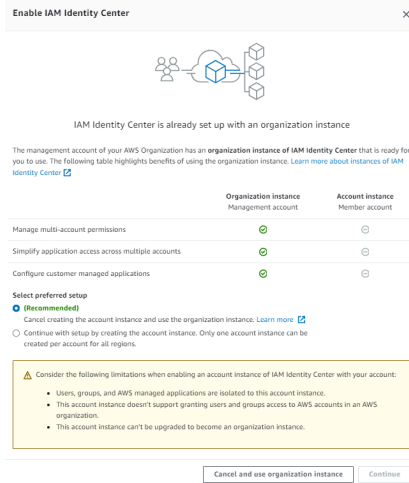 Enable IAM Identity Center
IAM Identity Center is already set up with an organization instance
The management account of your AWS Organization has an organization instance of IAM Identity Center that is ready for
you to use. The following table highlights benefits of using the organization instance. Learn more about instances of IAM
Identity Center
Organization instance Account instance
Management account Member account
Manage multi-account permissions
Simplify application access across multiple accounts
Configure customer managed applications
Select preferred setup
(Recommended)
Cancel creating the account instance and use the organization instance. Learn more
Continue with setup by creating the account instance. Only one account instance can be
created per account for all regions.
Consider the following limitations when enabling an account instance of IAM Identity Center with your account:
• Users, groups, and AWS managed applications are isolated to this account instance.
• This account instance doesn't support granting users and groups access to AWS accounts in an AWS
organization.
• This account instance can't be upgraded to become an organization instance.
Cancel and use organization instance Continue